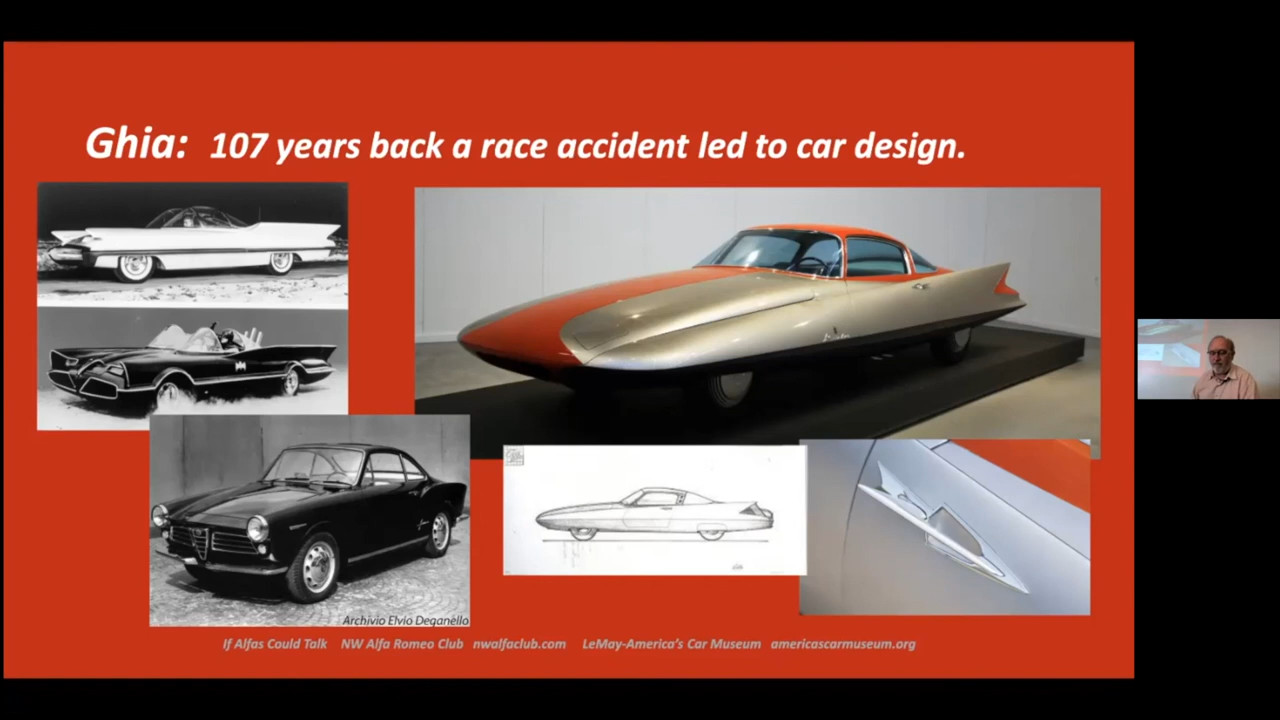 Ghia: 107 years back a race accident led to car design.
Archivio Elvio Deganello
If Alfas Could Talk NW Alfa Romeo Club nwalfaclub.com LeMay-America's Car Museum americascarmuseum.org